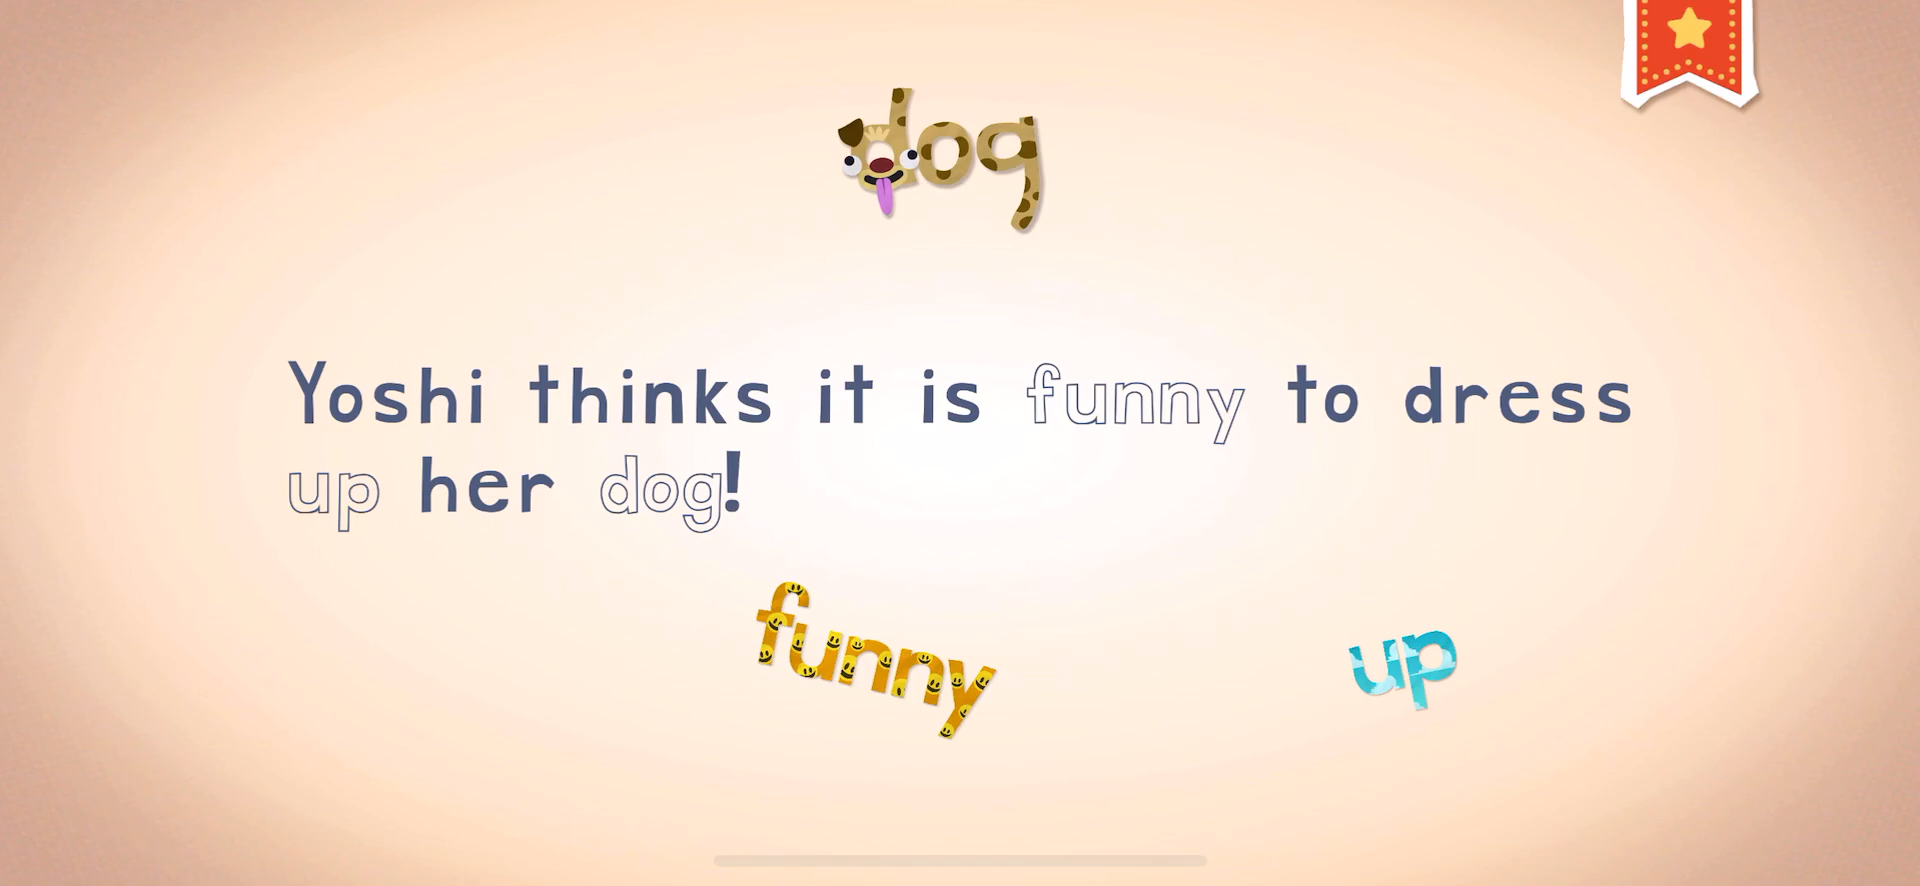 dog
Yoshi thinks it is funny to dress
up her dog!
funny
up